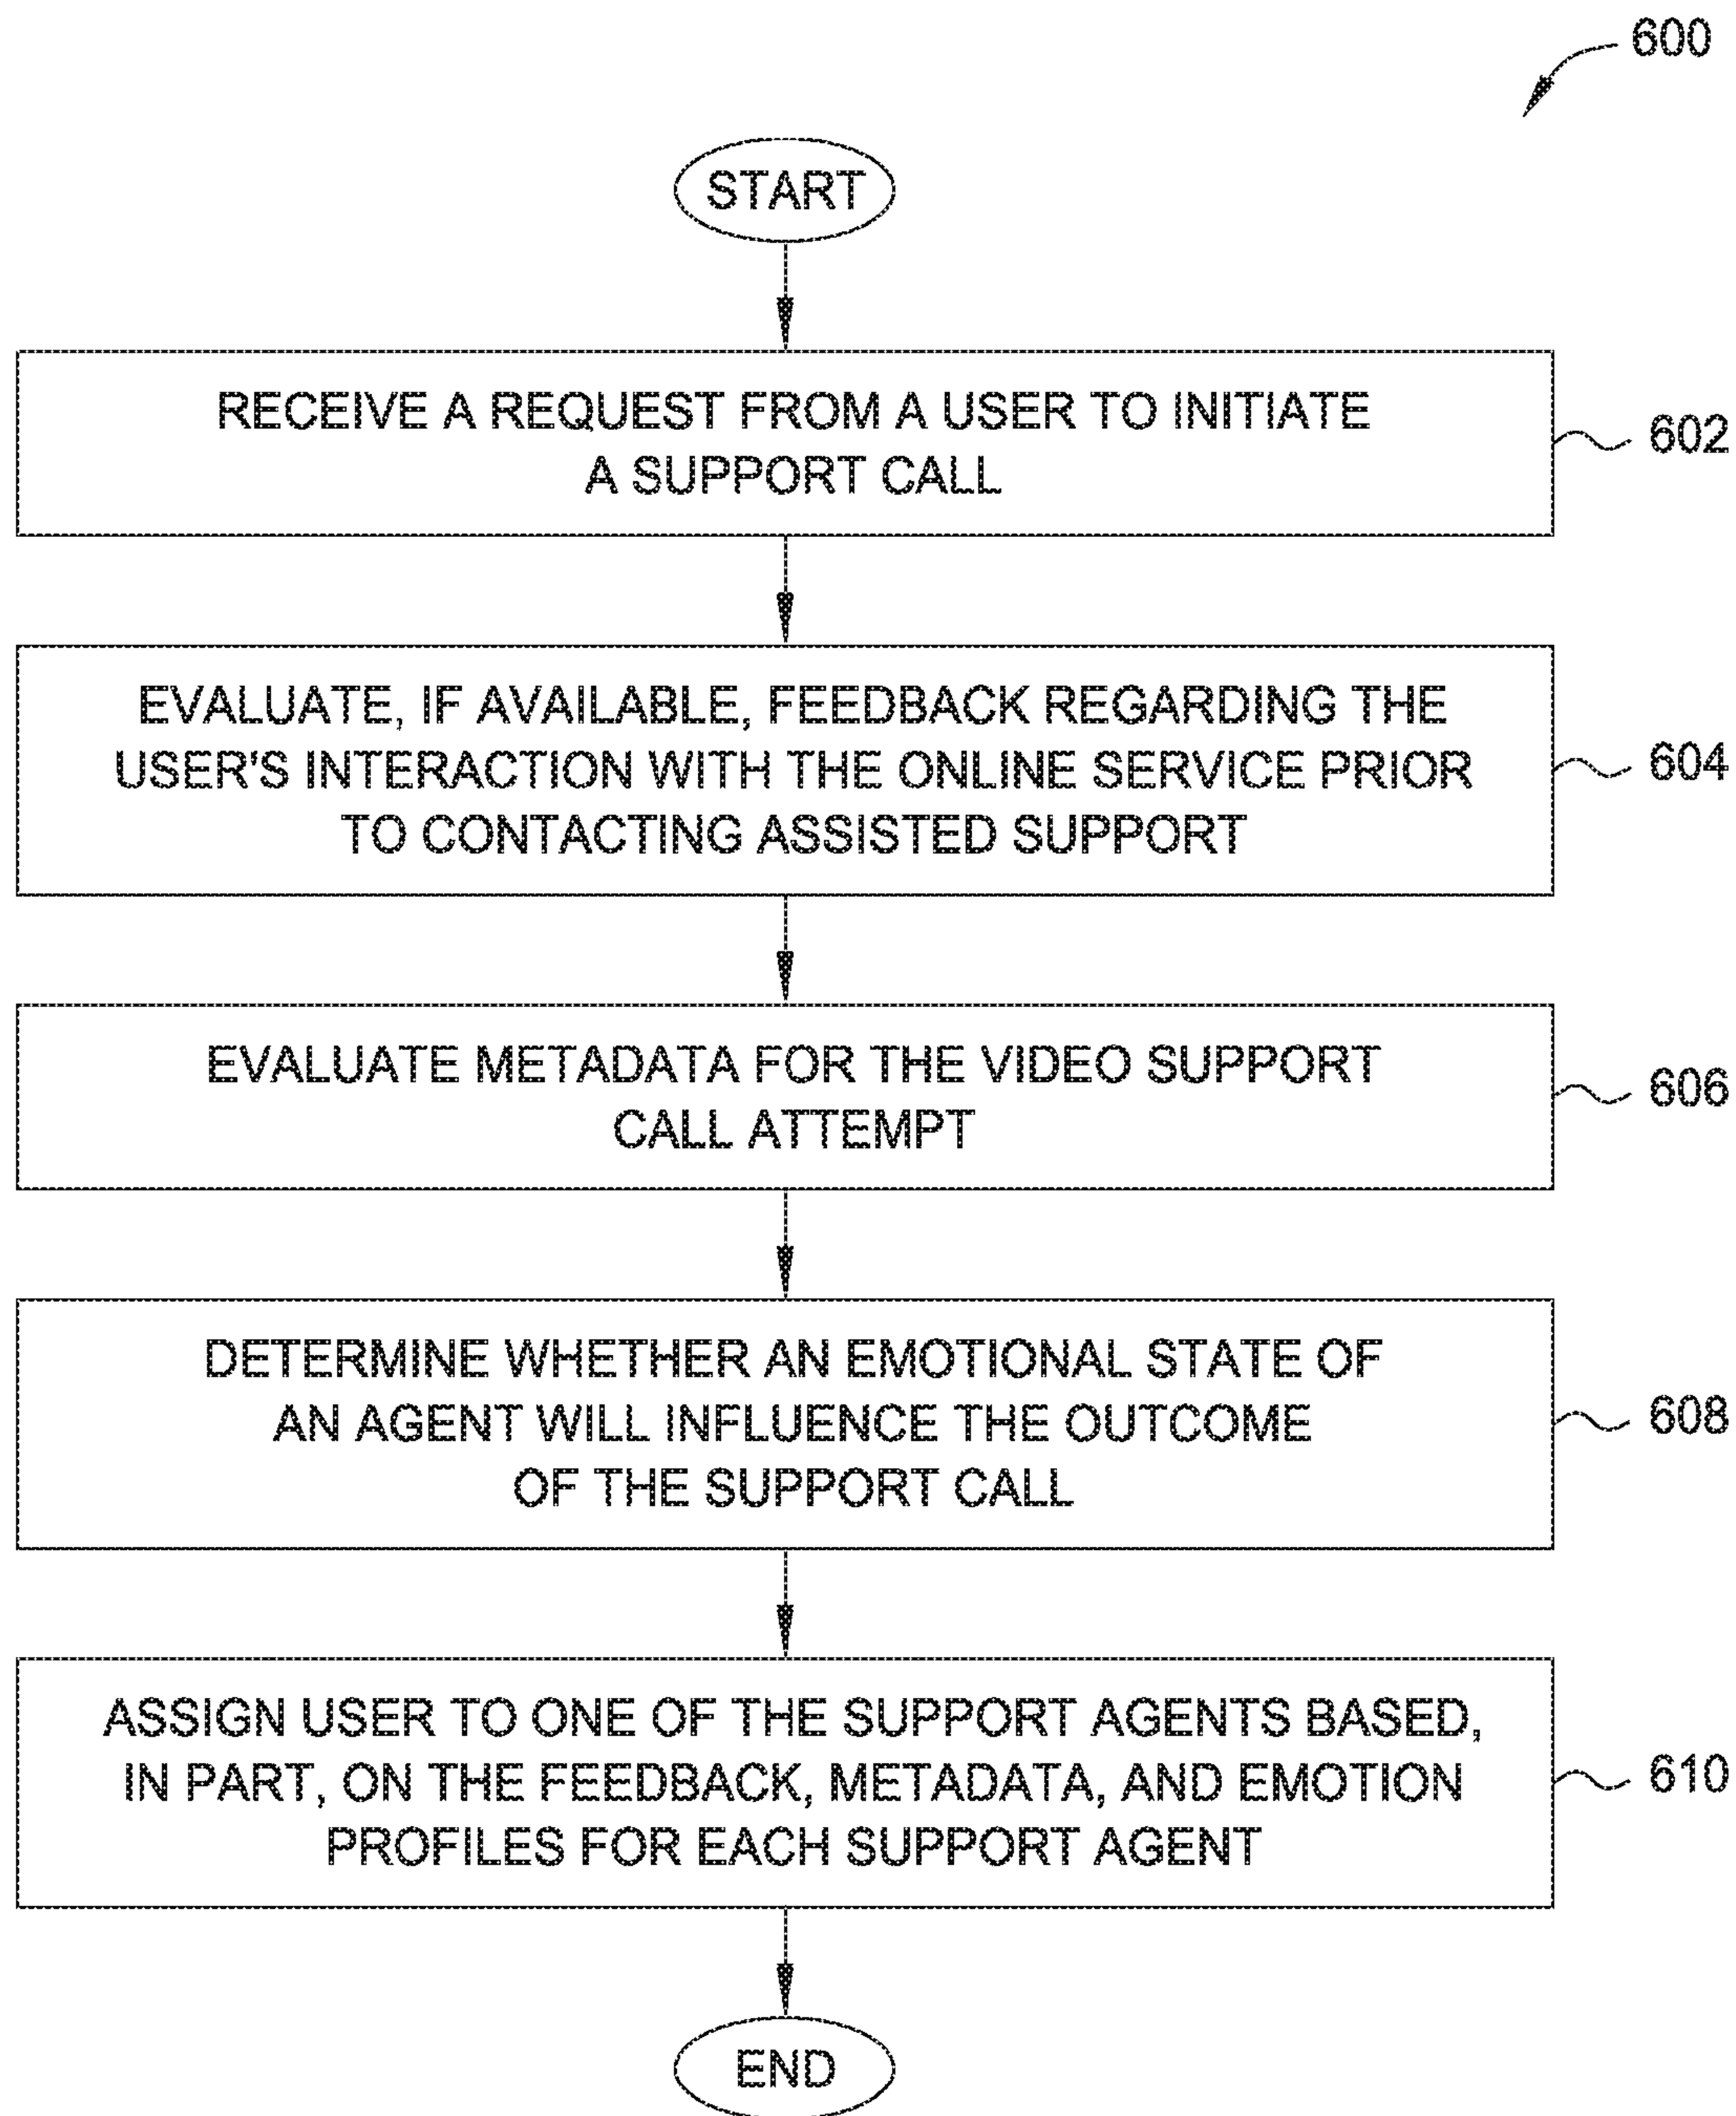 600
START
RECEIVE A REQUEST FROM A USER TO INITIATE
A SUPPORT CALL
602
EVALUATE, IF AVAILABLE, FEEDBACK REGARDING THE
USER'S INTERACTION WITH THE ONLINE SERVICE PRIOR
TO CONTACTING ASSISTED SUPPORT
604
EVALUATE METADATA FOR THE VIDEO SUPPORT
CALL ATTEMPT
606
DETERMINE WHETHER AN EMOTIONAL STATE OF
AN AGENT WILL INFLUENCE THE OUTCOME
OF THE SUPPORT CALL
608
ASSIGN USER TO ONE OF THE SUPPORT AGENTS BASED,
IN PART, ON THE FEEDBACK, METADATA, AND EMOTION
PROFILES FOR EACH SUPPORT AGENT
610
END